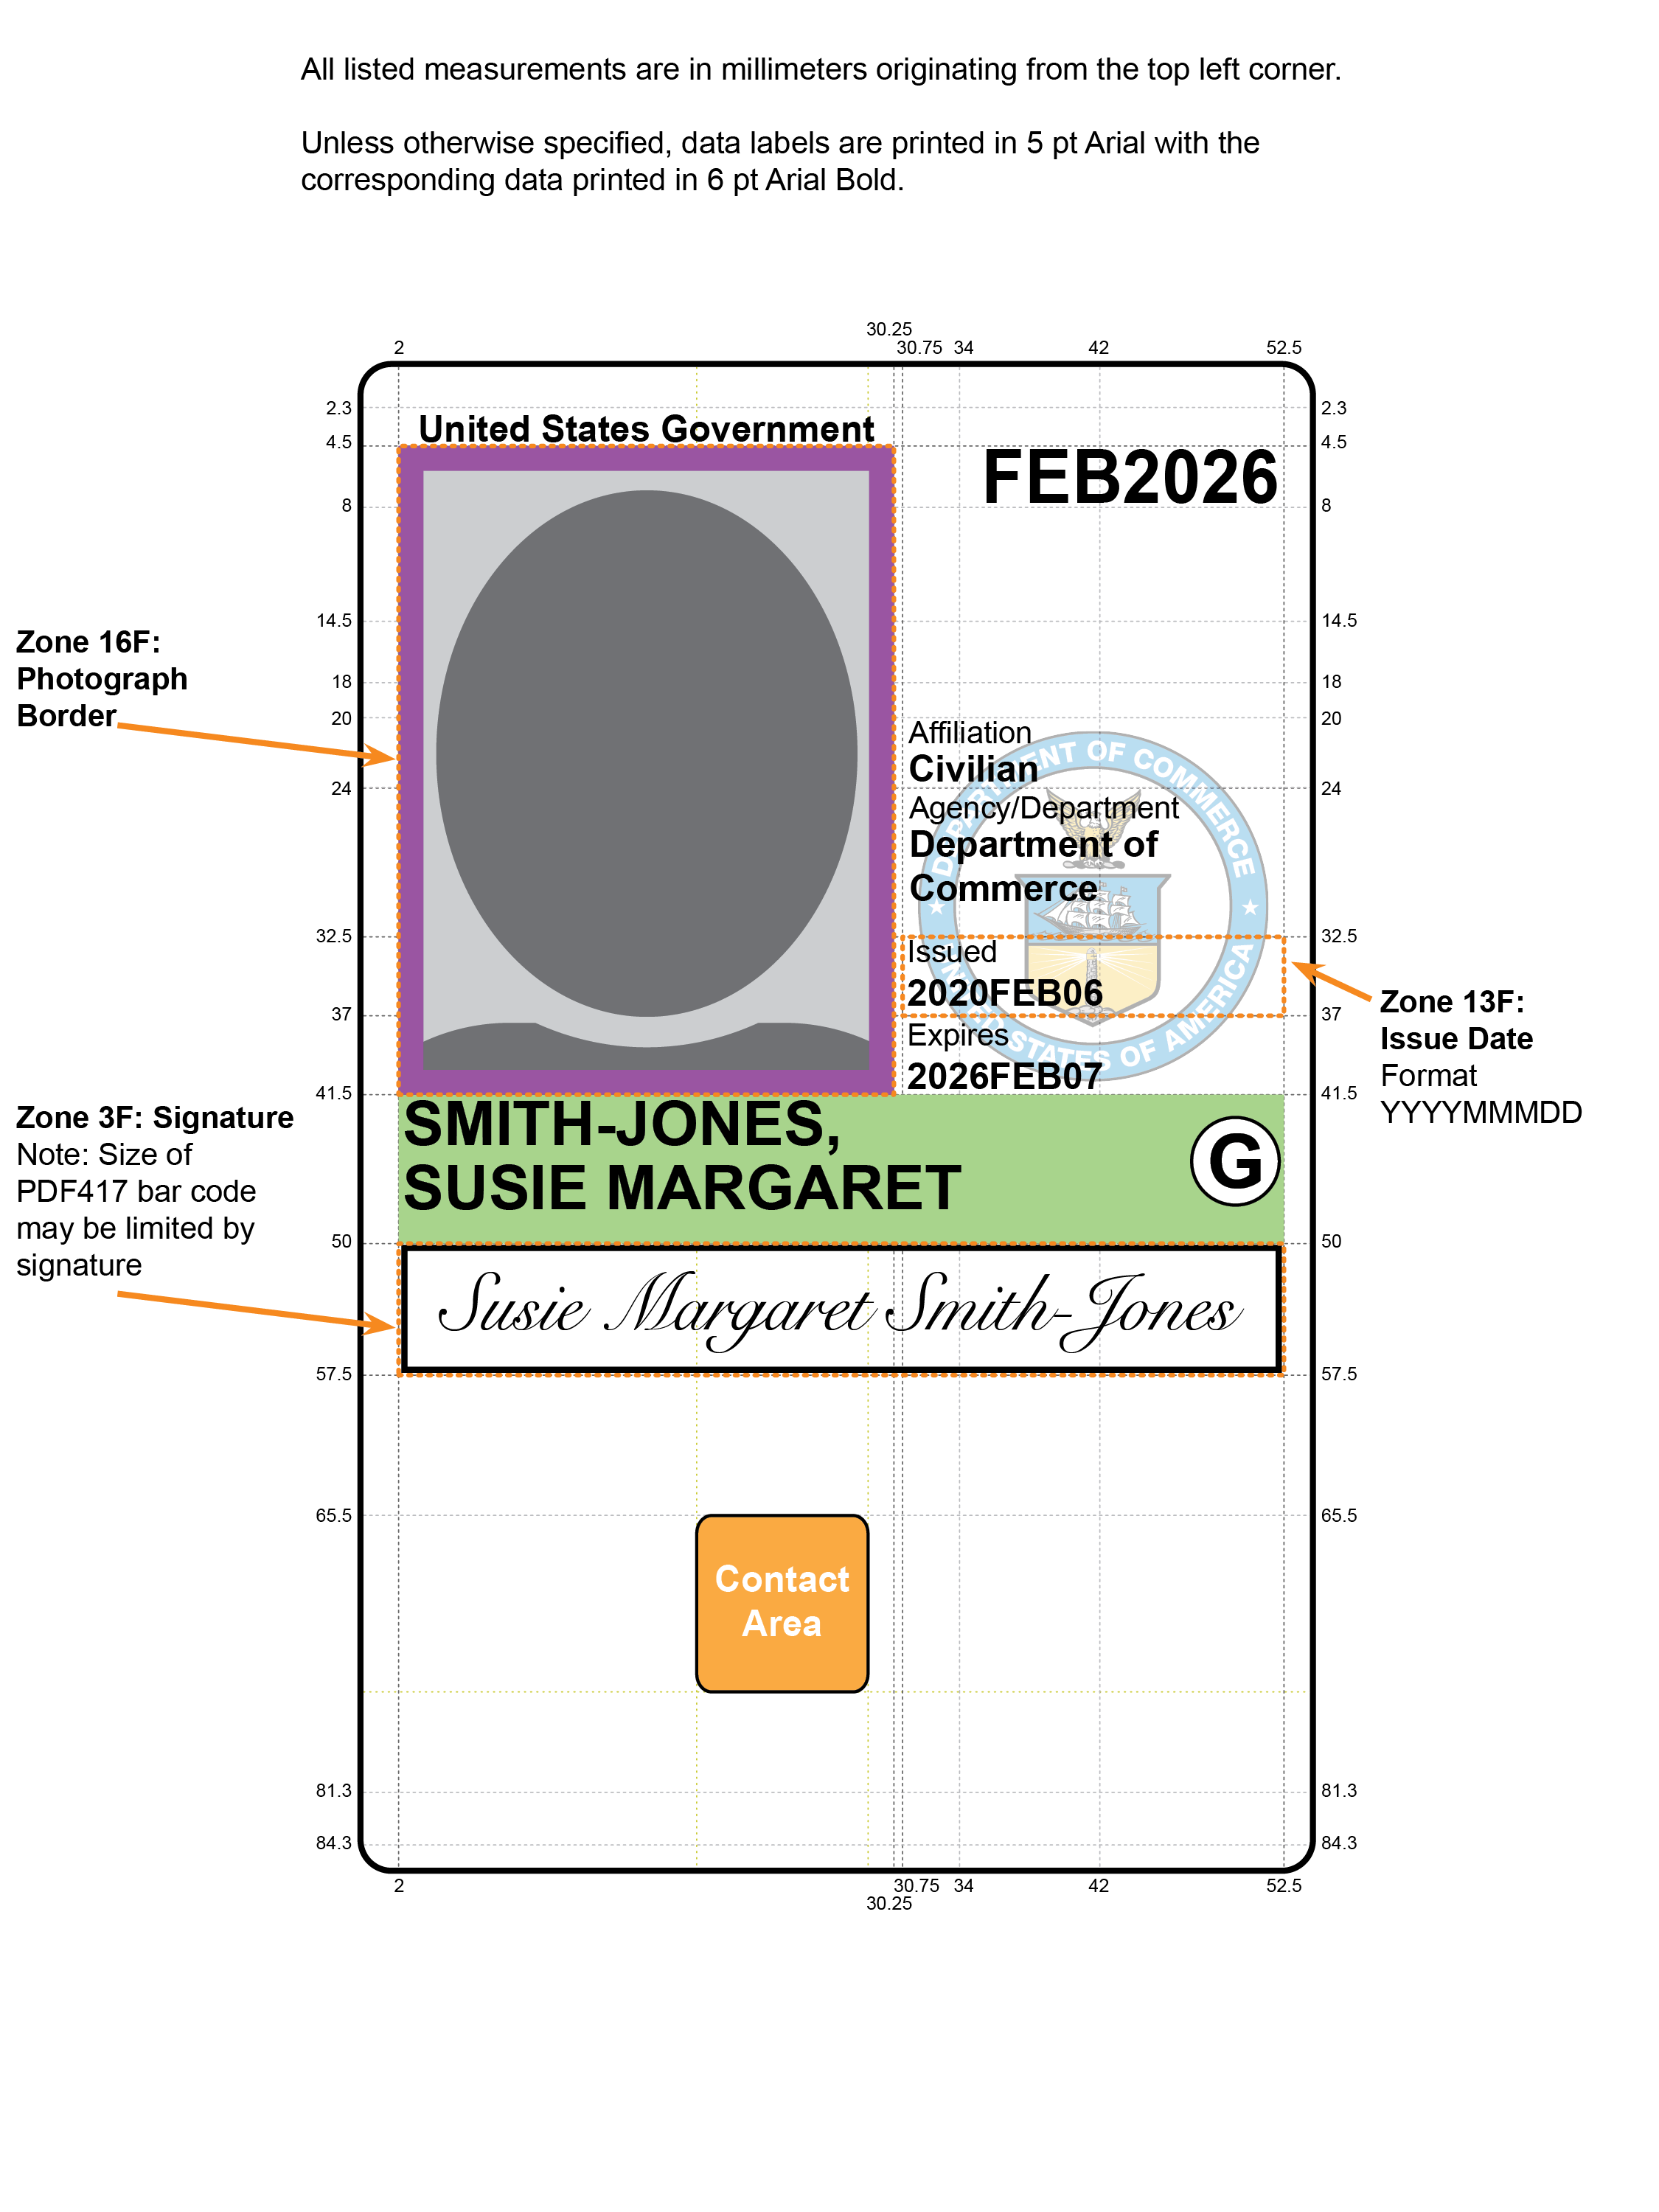 All listed measurements are in millimeters originating from the top left corner.
Unless otherwise specified, data labels are printed in 5 pt Arial with the
corresponding data printed in 6 pt Arial Bold.
30.25
2 30.75 34 42 52.5
2.3 2.3
United States Government
4.5 4.5
FEB2026
8 8
14.5 14.5
Zone 16F:
Photograph
Border
18 18
20 20
Affiliation
Civilian
24 24
Agency/Department
Department of
Commerce
DEPARTMENT OF COMMERCE
UNITED STATES OF AMERICA
32.5 32.5
Issued
2020FEB06
37 37
Zone 13F:
Issue Date
Format
YYYYMMMDD
Expires
2026FEB07
41.5 41.5
Zone 3F: Signature
Note: Size of
PDF417 bar code
may be limited by
signature
SMITH-JONES,
SUSIE MARGARET
G
50 50
Susie Margaret Smith-Jones
57.5 57.5
65.5 65.5
Contact
Area
81.3 81.3
84.3 84.3
2 30.75 34 42 52.5
30.25